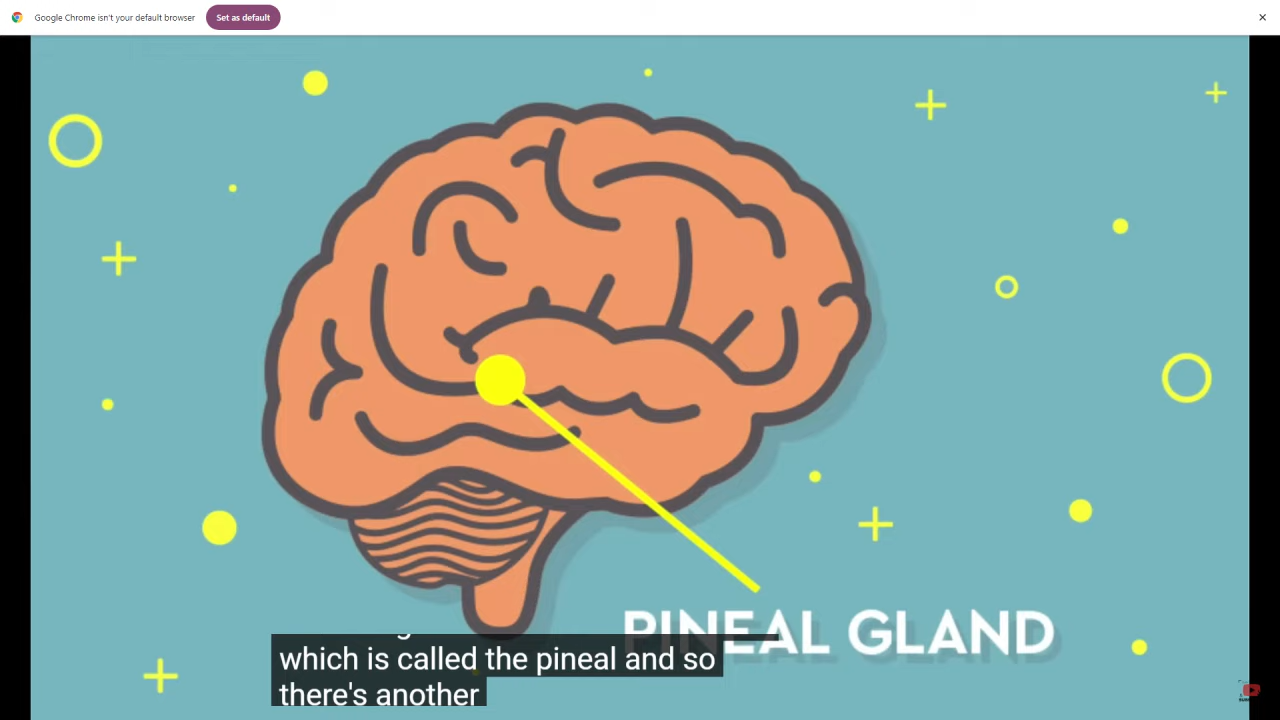 Google Chrome isn't your default browser
Set as default
PINEAL GLAND
which is called the pineal and so
there's another